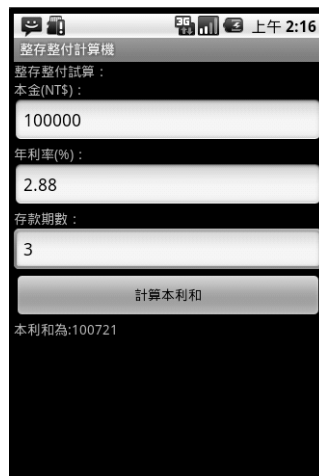 3G 上午 2:16
整存整付計算機
整存整付試算：
本金(NT$)：
100000
年利率(%)：
2.88
存款期數：
3
計算本利和
本利和為:100721